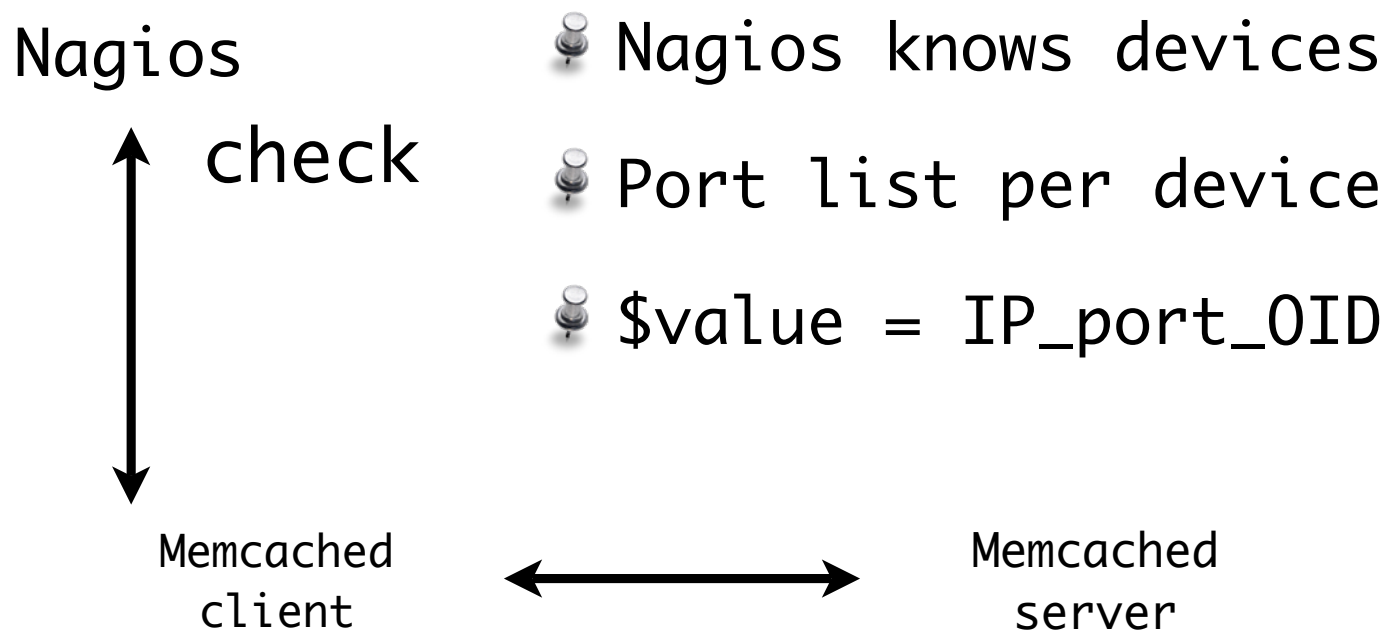 Nagios
check
Nagios knows devices
Port list per device
$value = IP_port_OID
Memcached
client
Memcached
server